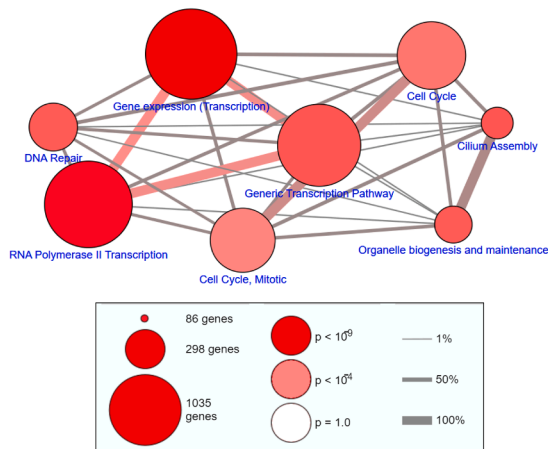 Gene expression (Transcription)
Cell Cycle
DNA Repair
Cilium Assembly
Generic Transcription Pathway
RNA Polymerase II Transcription
Organelle biogenesis and maintenance
Cell Cycle, Mitotic
86 genes
298 genes
1035
genes
p < 10^-9
p < 10^-4
p = 1.0
1%
50%
100%